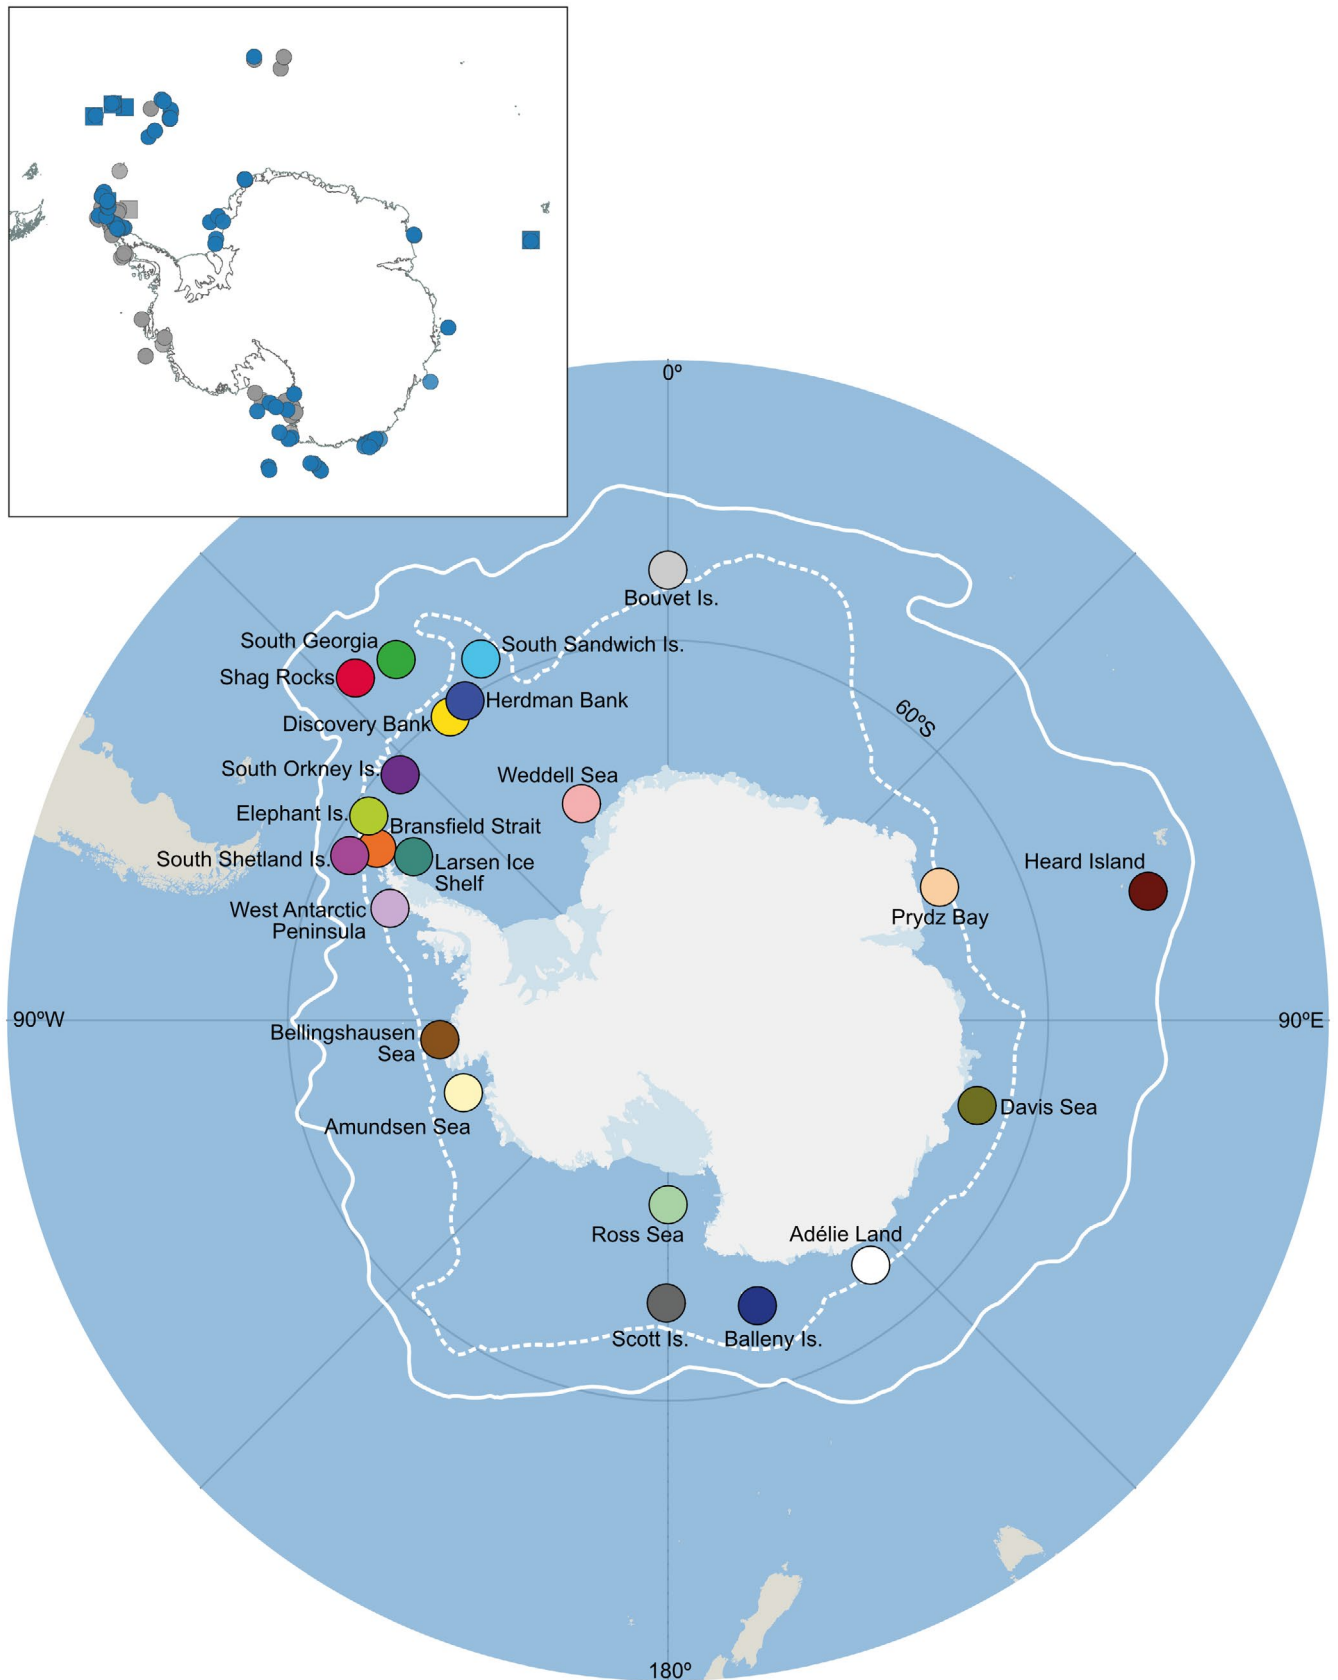 0º
Bouvet Is.
South Georgia
South Sandwich Is.
Shag Rocks
Herdman Bank
Discovery Bank
60ºS
South Orkney Is.
Weddell Sea
Elephant Is.
Bransfield Strait
South Shetland Is.
Larsen Ice
Shelf
Heard Island
West Antarctic
Peninsula
Prydz Bay
90ºW
90ºE
Bellingshausen
Sea
Amundsen Sea
Davis Sea
Ross Sea
Adélie Land
Scott Is.
Balleny Is.
180º